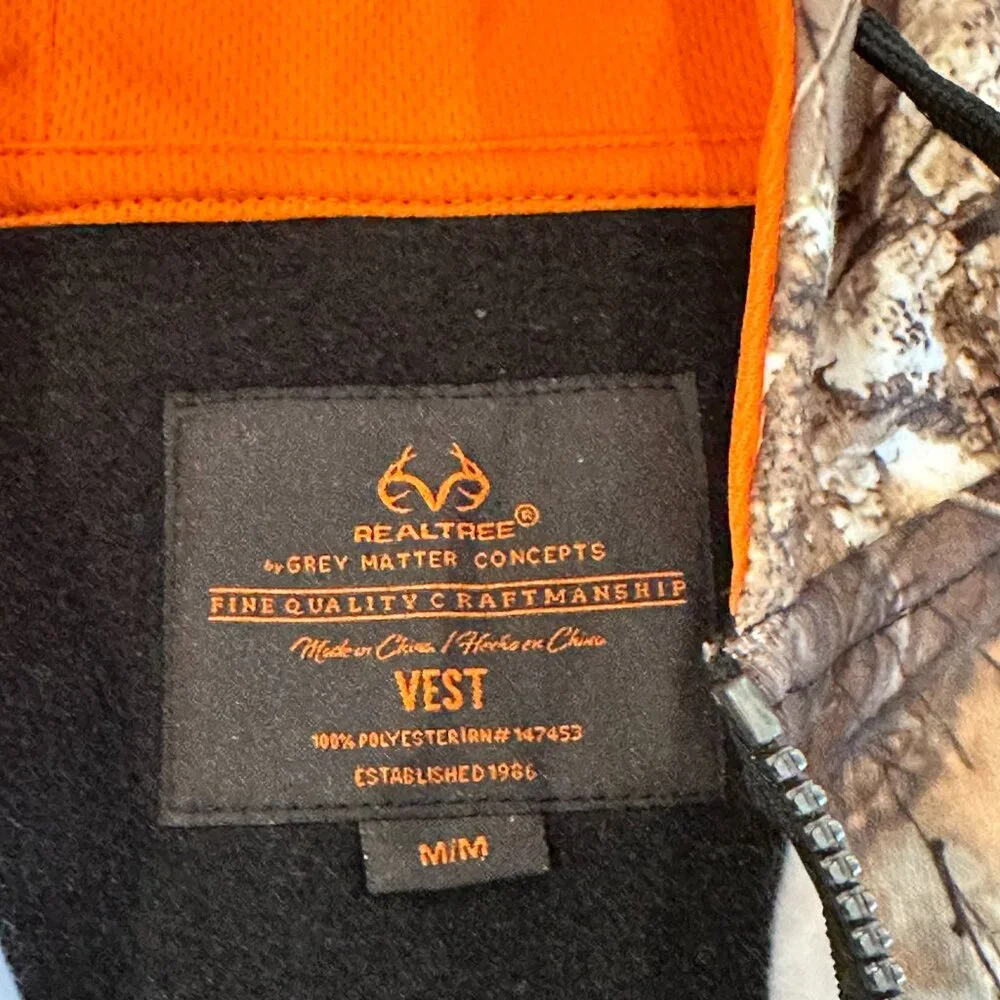 REALTREE®
by GREY MATTER CONCEPTS
FINE QUALITY CRAFTMANSHIP
Made in China / Hecho en China
VEST
100% POLYESTER|RN# 147453
ESTABLISHED 1986
M/M